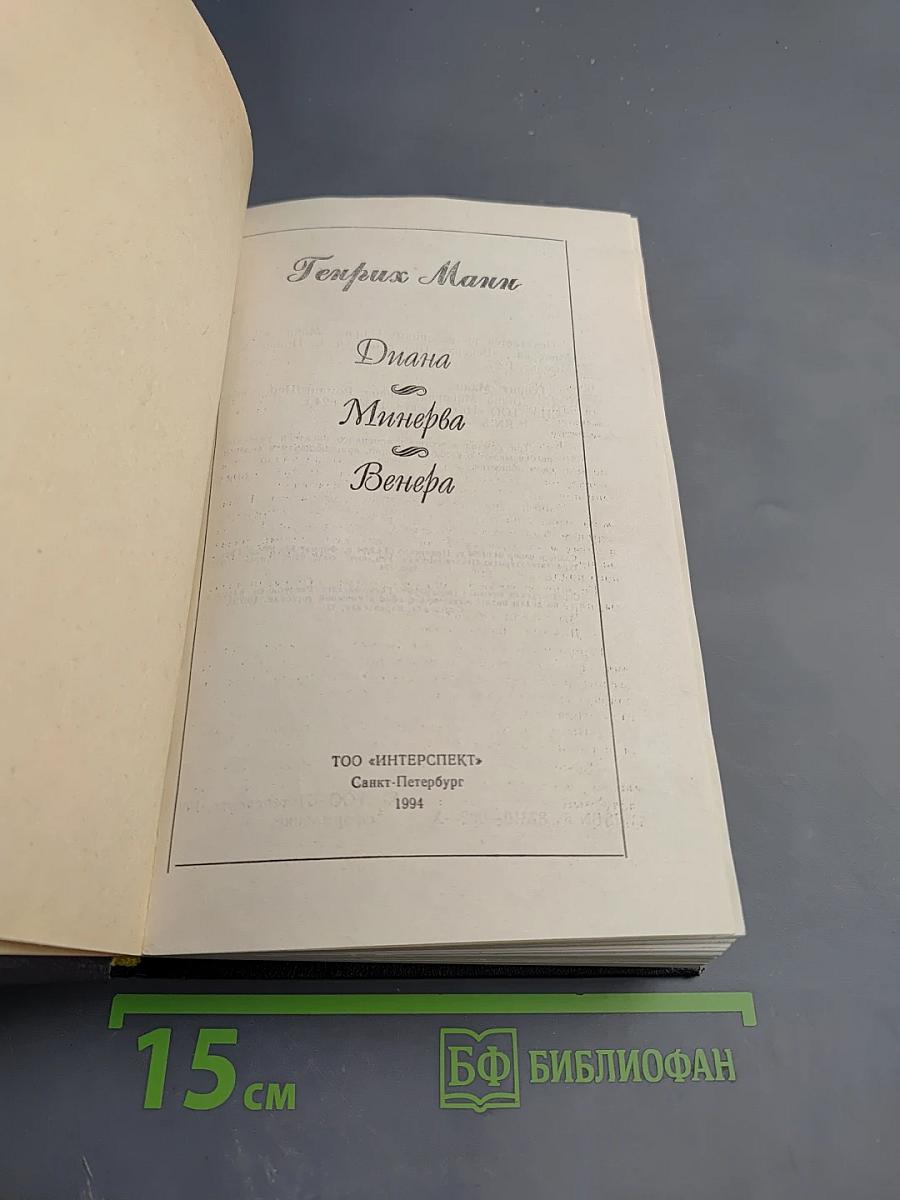 Генрих Манн
Диана
Минерва
Венера
ТОО «ИНТЕРСПЕКТ»
Санкт-Петербург
1994
15 см
БФ БИБЛИОФАН